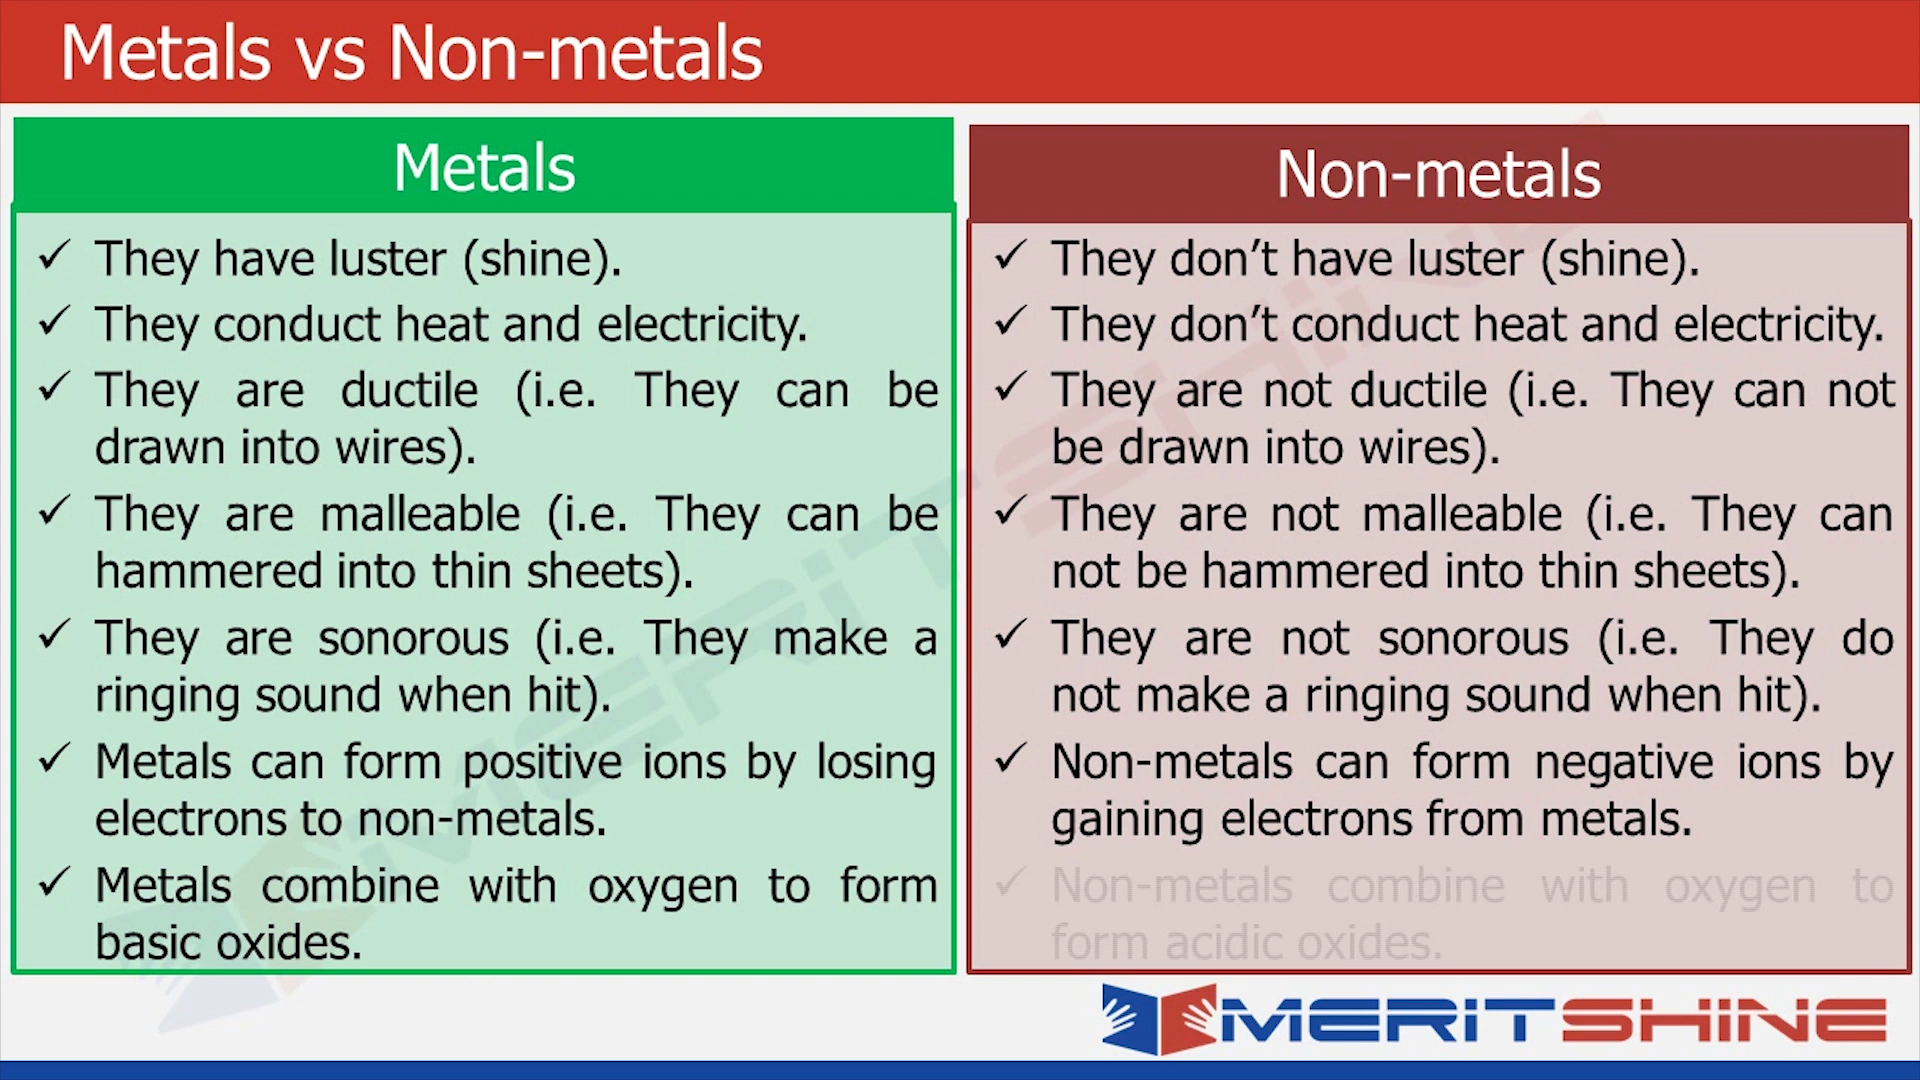 Metals vs Non-metals
Metals
✓ They have luster (shine).
✓ They conduct heat and electricity.
✓ They are ductile (i.e. They can be
drawn into wires).
✓ They are malleable (i.e. They can be
hammered into thin sheets).
✓ They are sonorous (i.e. They make a
ringing sound when hit).
✓ Metals can form positive ions by losing
electrons to non-metals.
✓ Metals combine with oxygen to form
basic oxides.
Non-metals
✓ They don’t have luster (shine).
✓ They don’t conduct heat and electricity.
✓ They are not ductile (i.e. They can not
be drawn into wires).
✓ They are not malleable (i.e. They can
not be hammered into thin sheets).
✓ They are not sonorous (i.e. They do
not make a ringing sound when hit).
✓ Non-metals can form negative ions by
gaining electrons from metals.
✓ Non-metals combine with oxygen to
form acidic oxides.
MERiTSHiNE
MERiTSHiNE